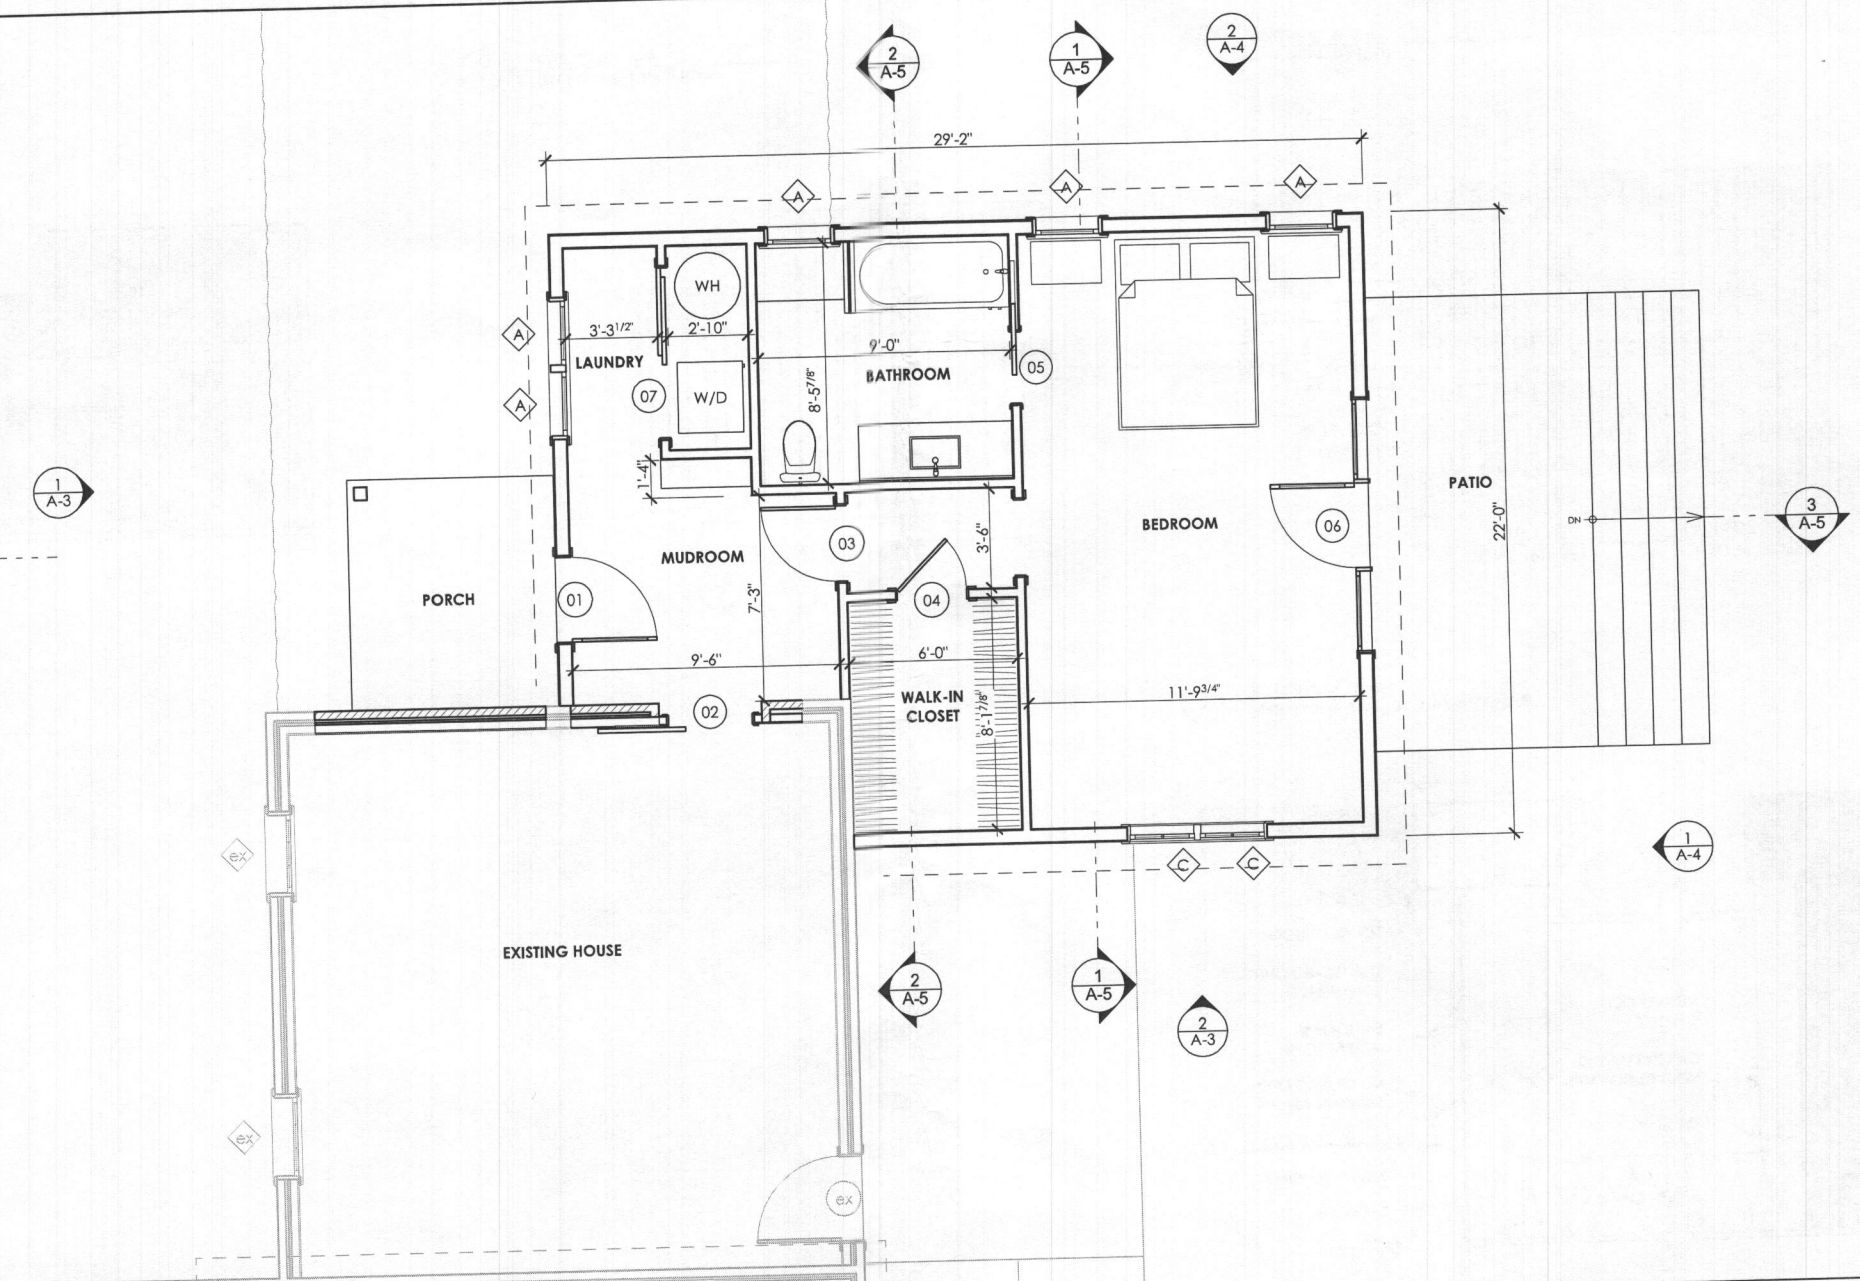 2
A-5
1
A-5
2
A-4
29'-2"
A
A
A
WH
A
3'-3 1/2"
2'-10"
LAUNDRY
9'-0"
BATHROOM
05
A
07
W/D
8'-5 7/8"
1
A-3
1'-4"
PATIO
22'-0"
BEDROOM
06
DN
3
A-5
03
3'-6"
MUDROOM
PORCH
01
7'-3"
04
9'-6"
6'-0"
WALK-IN
CLOSET
11'-9 3/4"
02
8'-1 7/8"
ex
C
C
1
A-4
EXISTING HOUSE
2
A-5
1
A-5
2
A-3
ex
ex